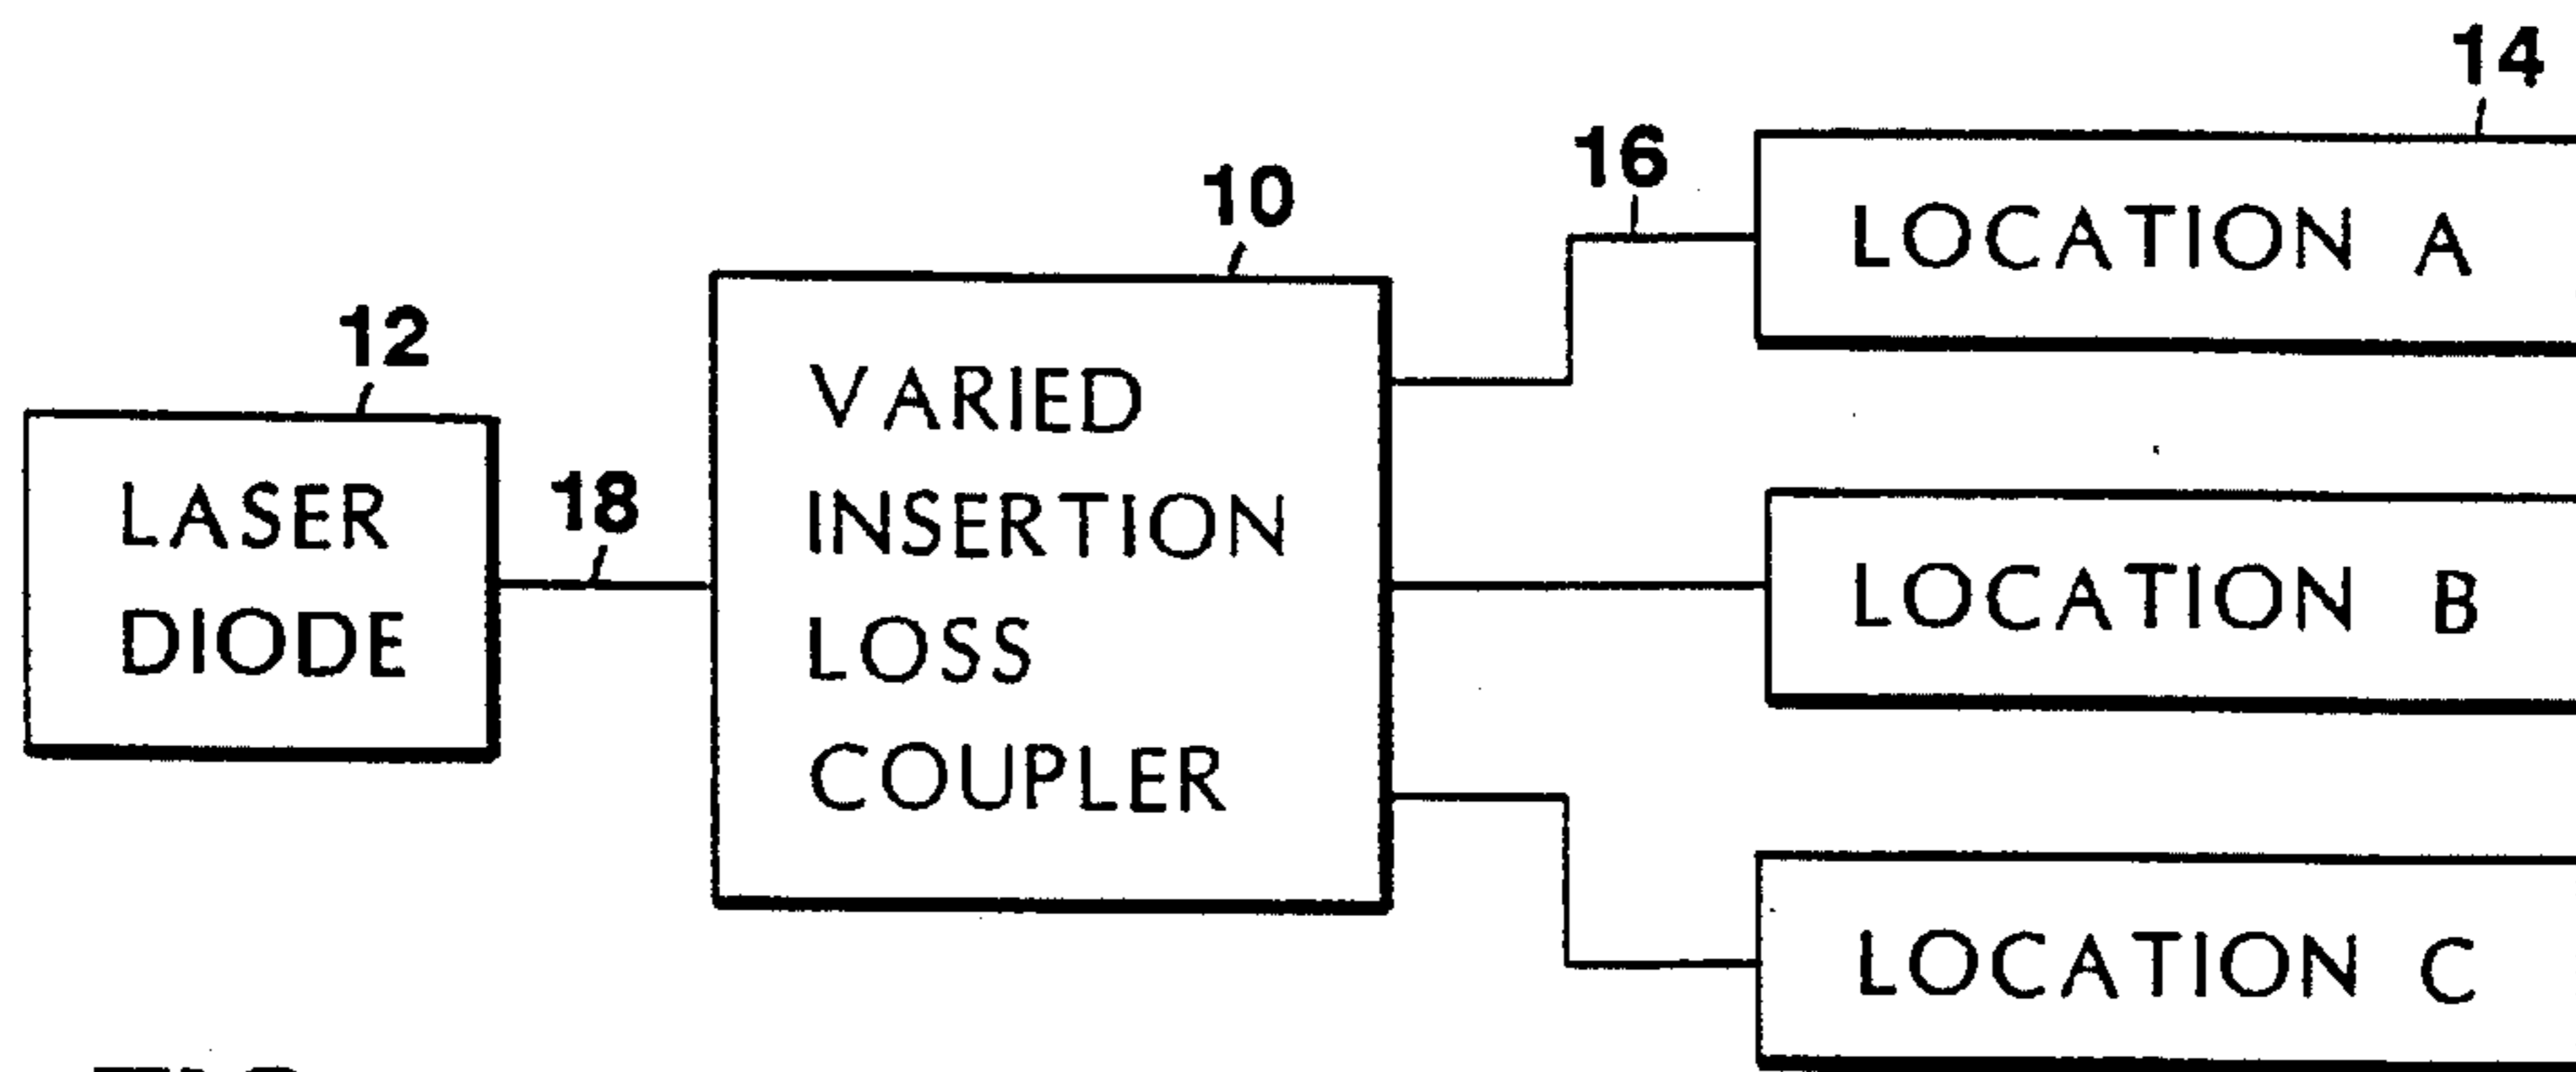 14
16
LOCATION A
10
12
LASER
DIODE
18
VARIED
INSERTION
LOSS
COUPLER
LOCATION B
LOCATION C